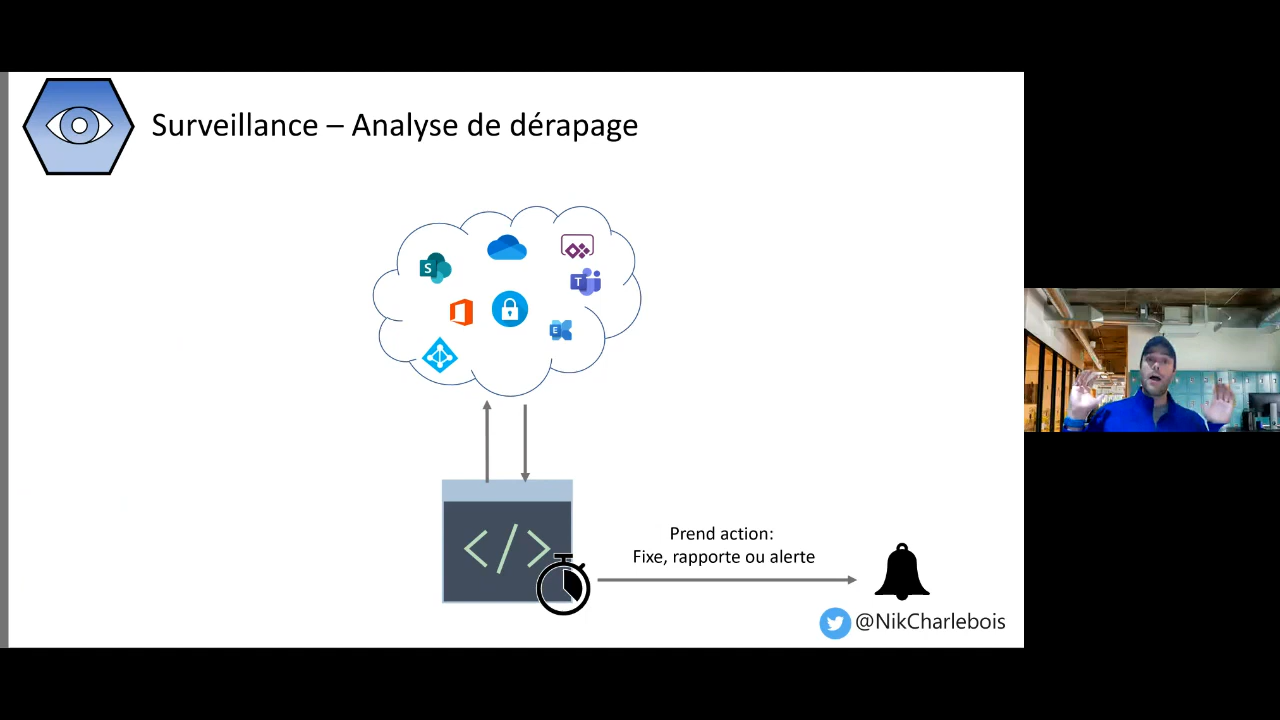 Surveillance – Analyse de dérapage
S
T
E
</>
Prend action:
Fixe, rapporte ou alerte
@NikCharlebois